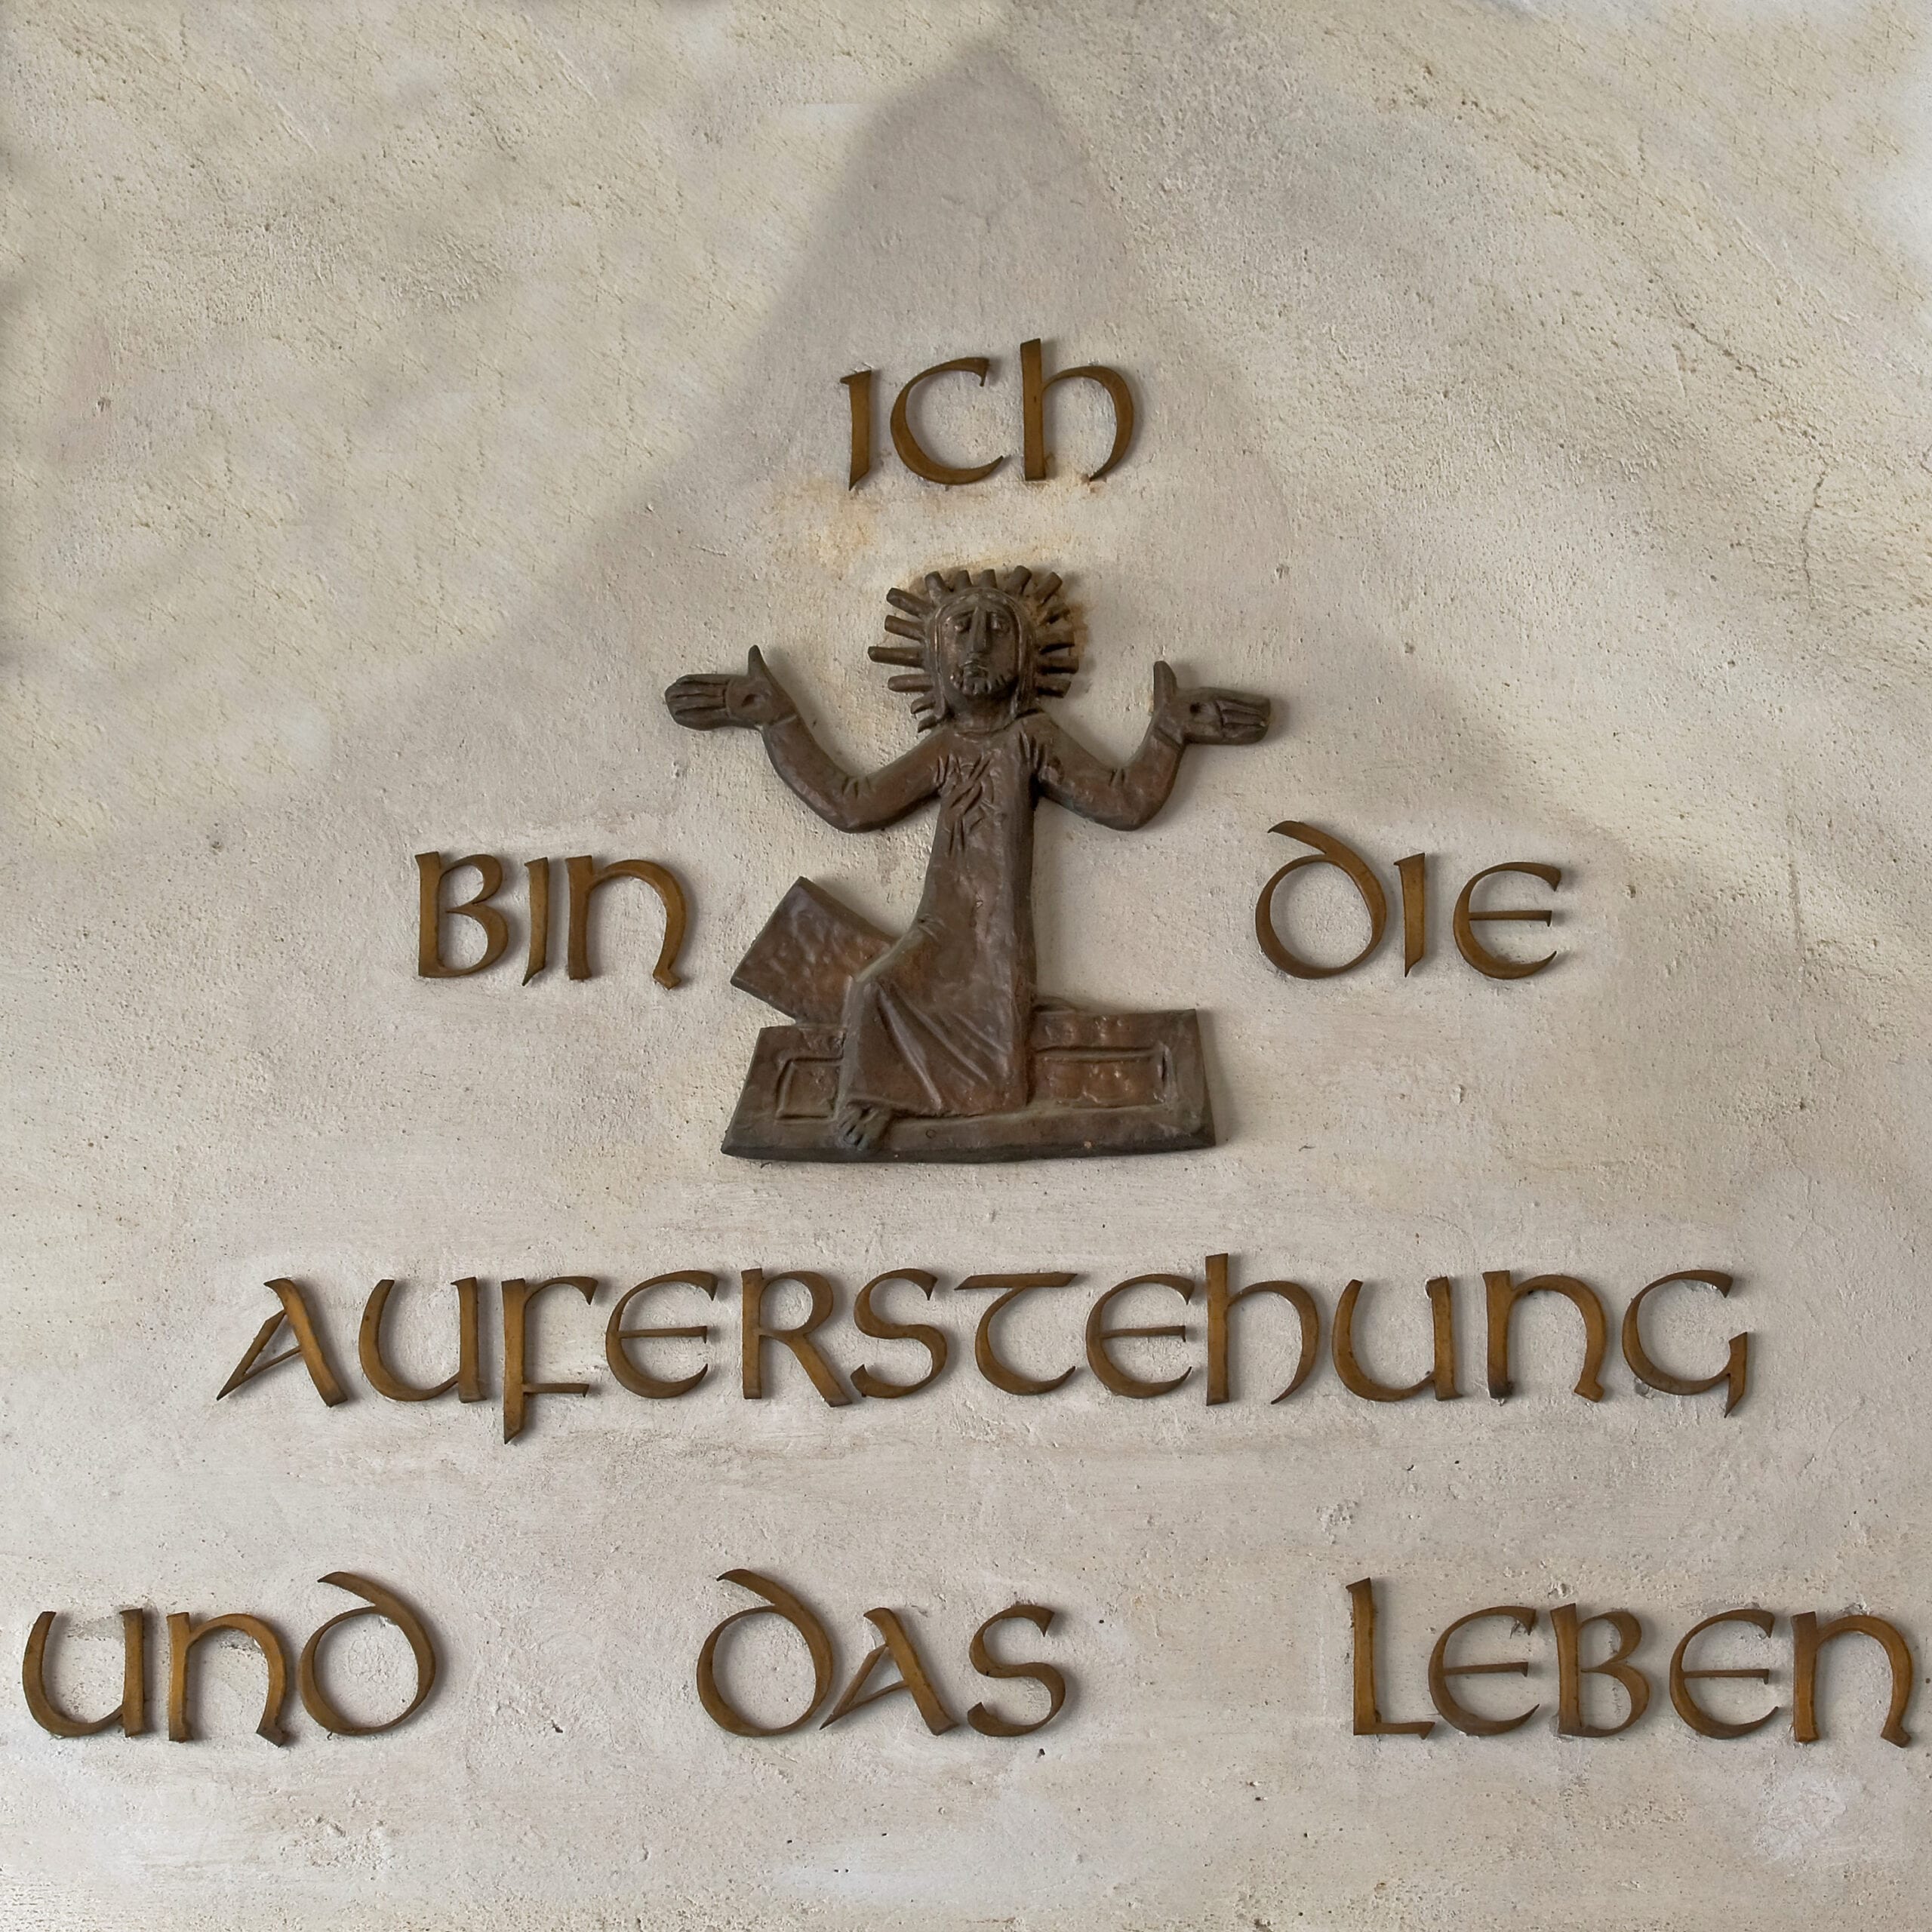 ICH
BIN DIE
AUFERSTEHUNG
UND DAS LEBEN